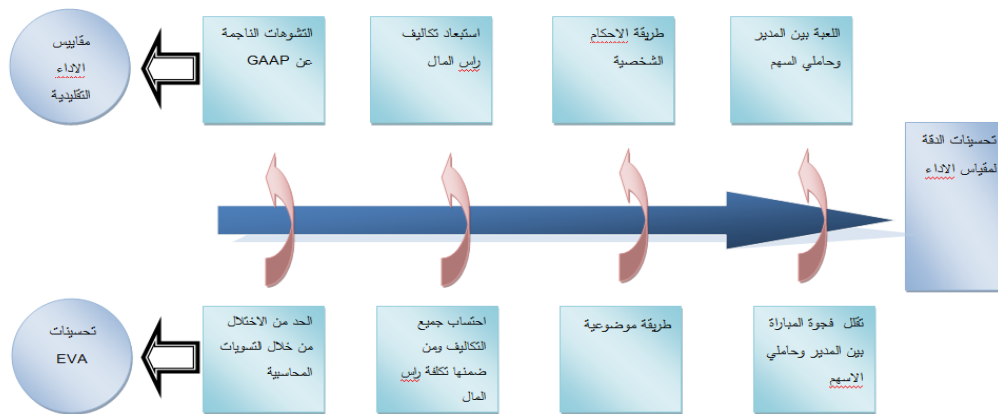 مقاييس
الاداء
التقليدية
التشوهات الناجمة
عن GAAP
استبعاد تكاليف
راس المال
طريقة الاحكام
الشخصية
اللعبة بين المدير
وحاملي السهم
تحسينات الدقة
لمقياس الاداء
تحسينات
EVA
الحد من الاختلال
من خلال التسويات
المحاسبية
احتساب جميع
التكاليف ومن
ضمنها تكلفة راس
المال
طريقة موضوعية
تقلل فجوة المباراة
بين المدير وحاملي
الاسهم